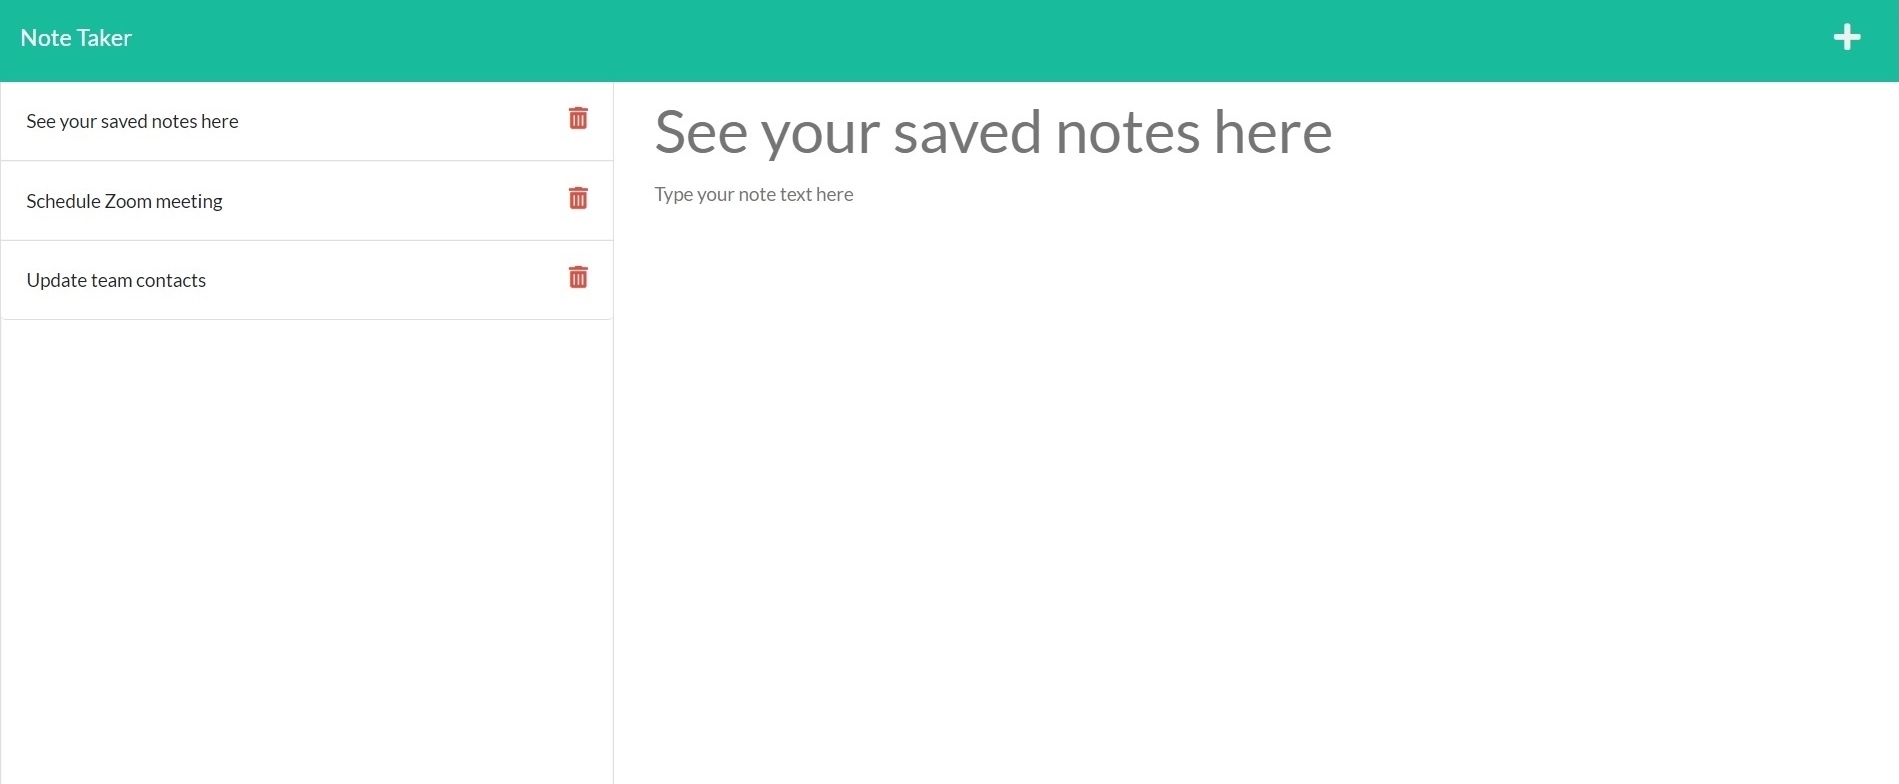 Note Taker
See your saved notes here
Schedule Zoom meeting
Update team contacts
See your saved notes here
Type your note text here